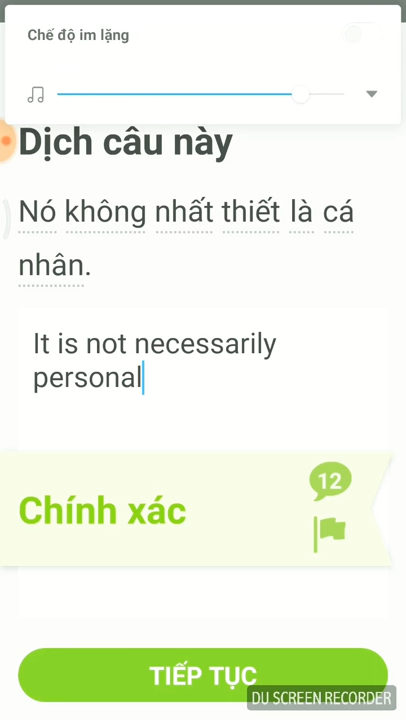 Chế độ im lặng
Dịch câu này
Nó không nhất thiết là cá
nhân.
It is not necessarily
personal
12
Chính xác
TIẾP TỤC
DU SCREEN RECORDER